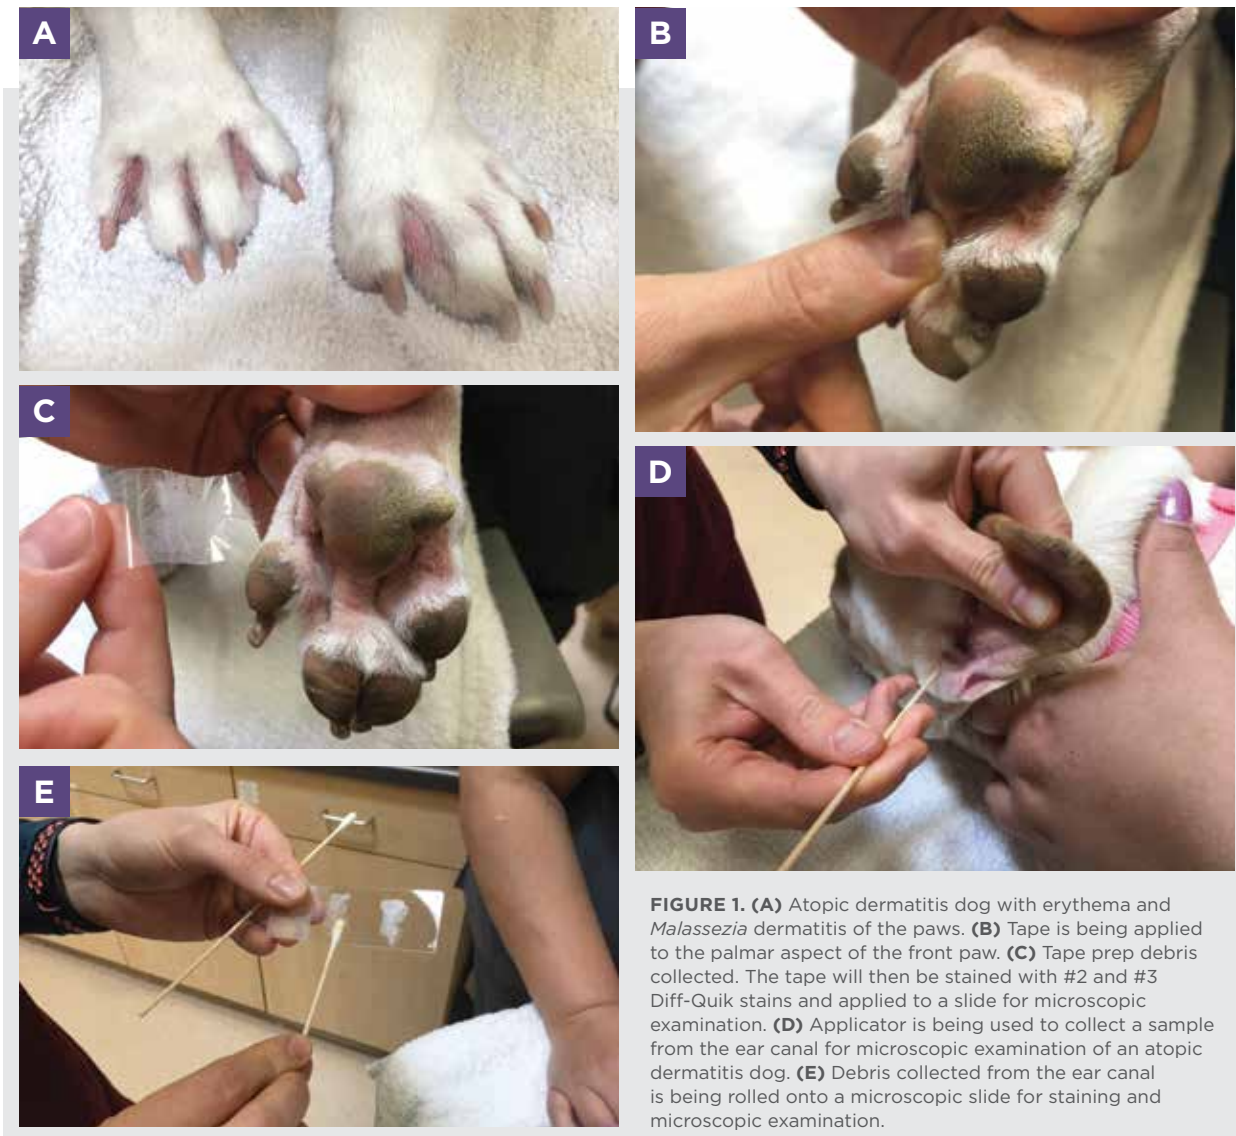 A
B
C
D
E
FIGURE 1. (A) Atopic dermatitis dog with erythema and
Malassezia dermatitis of the paws. (B) Tape is being applied
to the palmar aspect of the front paw. (C) Tape prep debris
collected. The tape will then be stained with #2 and #3
Diff-Quik stains and applied to a slide for microscopic
examination. (D) Applicator is being used to collect a sample
from the ear canal for microscopic examination of an atopic
dermatitis dog. (E) Debris collected from the ear canal
is being rolled onto a microscopic slide for staining and
microscopic examination.